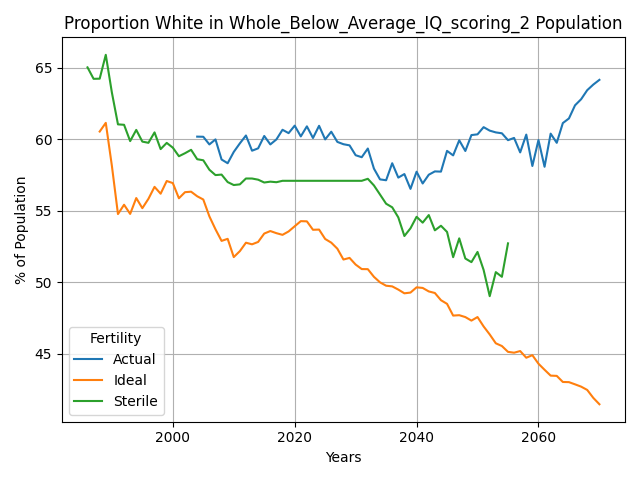 Proportion White in Whole_Below_Average_IQ_scoring_2 Population
% of Population
65
60
55
50
45
Fertility
Actual
Ideal
Sterile
2000
2020
2040
2060
Years